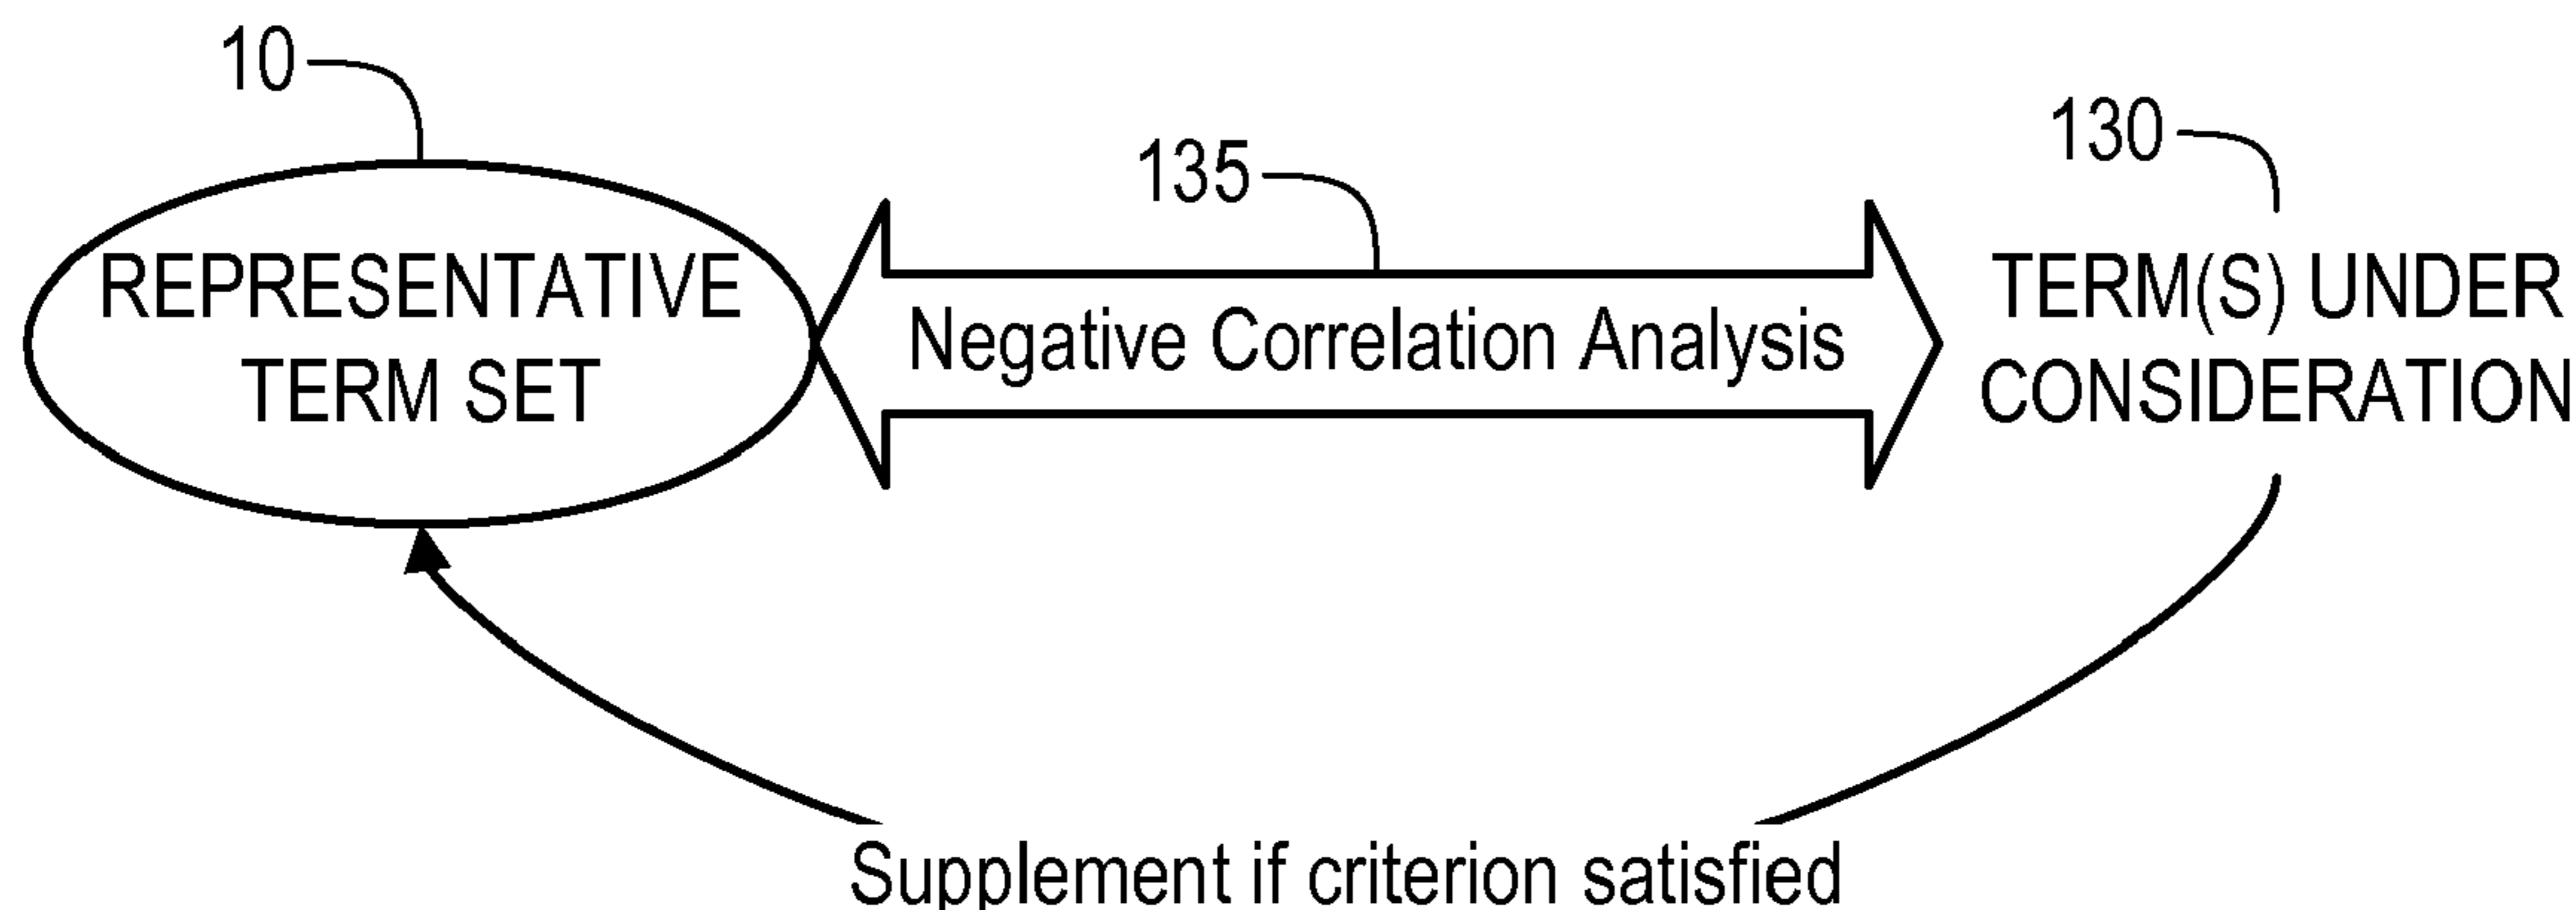 10
135
130
REPRESENTATIVE
TERM SET
Negative Correlation Analysis
TERM(S) UNDER
CONSIDERATION
Supplement if criterion satisfied